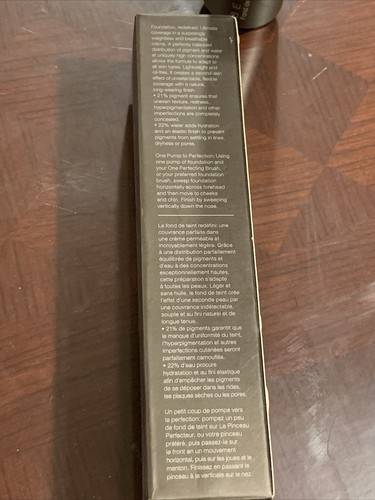 Foundation, redefined: Ultimate
coverage in a surprisingly
weightless and breathable
crème. A perfectly balanced
distribution of pigment and water
at uniquely high concentrations
allows the formula to adapt to
all skin types. Lightweight and
oil-free, it creates a second skin
effect of undetectable, flexible
coverage with a natural,
long-wearing finish.
• 21% pigment ensures that
uneven texture, redness,
hyperpigmentation and other
imperfections are completely
concealed.
• 22% water adds hydration
and an elastic finish to prevent
pigments from settling in lines,
dryness or pores.
One Pump to Perfection: Using
one pump of foundation and
your One Perfecting Brush,
or your preferred foundation
brush, sweep foundation
horizontally across forehead
and then move to cheeks
and chin. Finish by sweeping
vertically down the nose.
Le fond de teint redéfini: une
couvrance parfaite dans
une crème perméable et
incroyablement légère. Grâce
à une distribution parfaitement
équilibrée de pigments et
d'eau à des concentrations
exceptionnellement hautes,
cette préparation s'adapte
à toutes les peaux. Léger et
sans huile, le fond de teint crée
l'effet d'une seconde peau par
une couvrance indétectable,
souple et au fini naturel et de
longue tenue.
• 21% de pigments garantit que
le manque d'uniformité du teint,
l'hyperpigmentation et autres
imperfections cutanées seront
parfaitement camouflés.
• 22% d'eau procure
hydratation et au fini élastique
afin d'empêcher les pigments
de se déposer dans les rides,
les plaques sèches ou les pores.
Un petit coup de pompe vers
la perfection: pompez un peu
de fond de teint sur Le Pinceau
Perfecteur, ou votre pinceau
préféré, puis passez-le sur
le front en un mouvement
horizontal, puis sur les joues et le
menton. Finissez en passant le
pinceau à la verticale sur le nez.